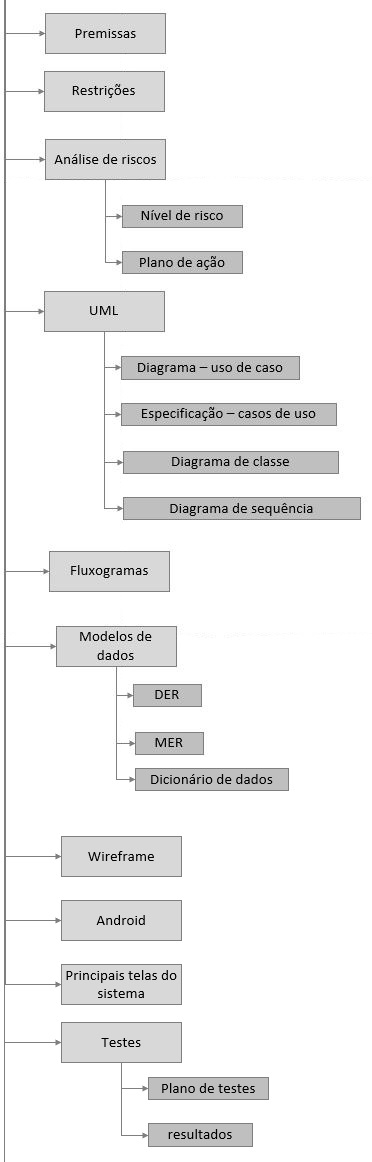 Premissas
Restrições
Análise de riscos
Nível de risco
Plano de ação
UML
Diagrama – uso de caso
Especificação – casos de uso
Diagrama de classe
Diagrama de sequência
Fluxogramas
Modelos de
dados
DER
MER
Dicionário de dados
Wireframe
Android
Principais telas do
sistema
Testes
Plano de testes
resultados